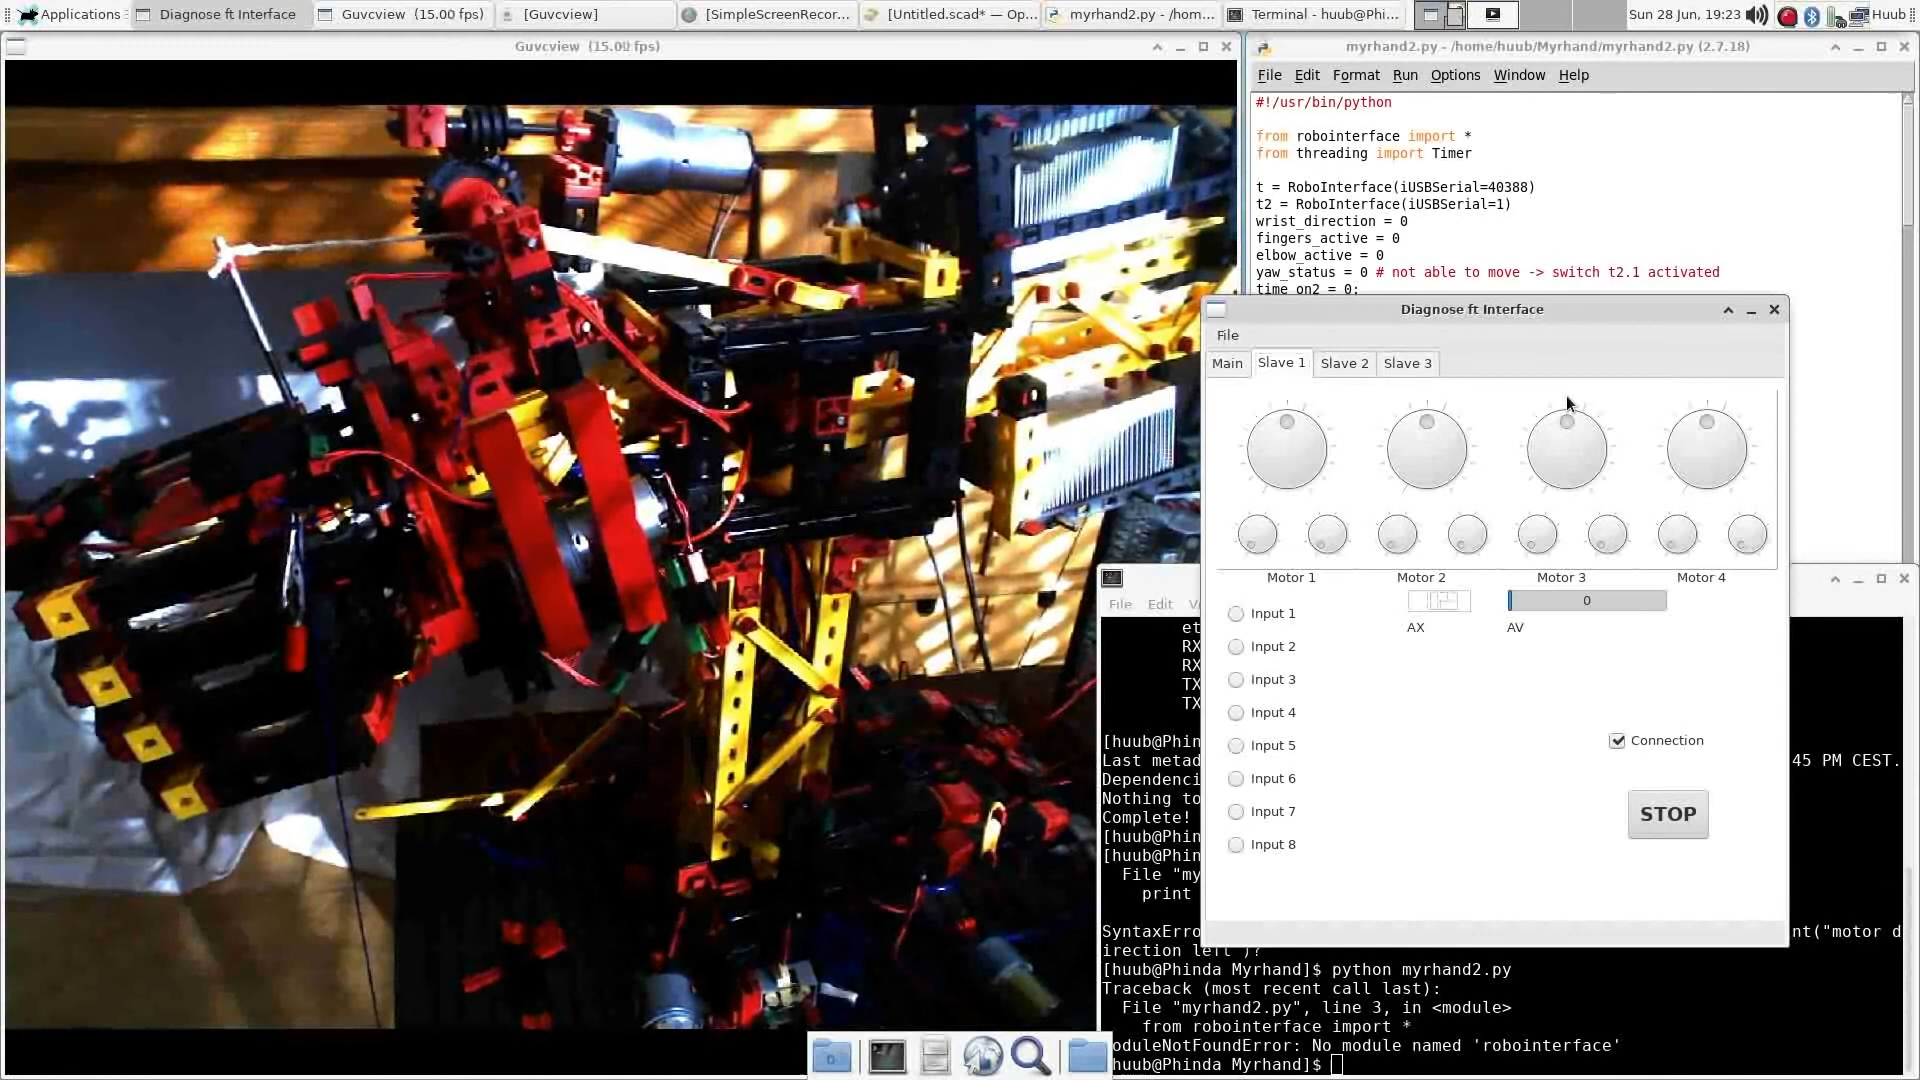 Applications
Diagnose ft Interface
Guvcview (15.00 fps)
[Guvcview]
[SimpleScreenRecor...
[Untitled.scad* — Op...
myrhand2.py - /hom...
Terminal - huub@Phi...
Sun 28 Jun, 19:23
Huub
Guvcview (15.00 fps)
myrhand2.py - /home/huub/Myrhand/myrhand2.py (2.7.18)
File Edit Format Run Options Window Help
#!/usr/bin/python
from robointerface import *
from threading import Timer
t = RoboInterface(iUSBSerial=40388)
t2 = RoboInterface(iUSBSerial=1)
wrist_direction = 0
fingers_active = 0
elbow_active = 0
yaw_status = 0 # not able to move -> switch t2.1 activated
time_on2 = 0;
Diagnose ft Interface
File
Main Slave 1 Slave 2 Slave 3
Motor 1 Motor 2 Motor 3 Motor 4
0
AX AV
Input 1
Input 2
Input 3
Input 4
Input 5
Input 6
Input 7
Input 8
Connection
STOP
File Edit V
et
RX
RX
TX
TX
[huub@Phind
Last metad 45 PM CEST.
Dependenci
Nothing to
Complete!
[huub@Phin
[huub@Phin
File "my
print
SyntaxErro nt("motor d
irection left")?
[huub@Phinda Myrhand]$ python myrhand2.py
Traceback (most recent call last):
File "myrhand2.py", line 3, in <module>
from robointerface import *
oduleNotFoundError: No module named 'robointerface'
huub@Phinda Myrhand]$